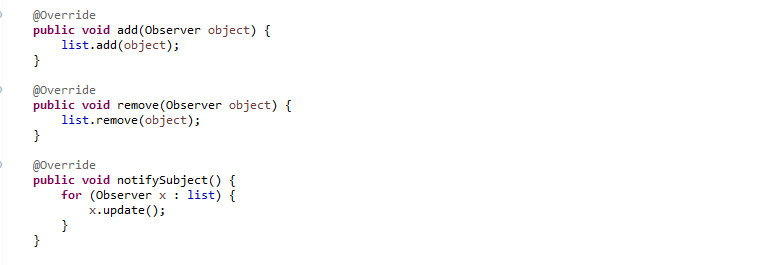 @Override
public void add(Observer object) {
list.add(object);
}
@Override
public void remove(Observer object) {
list.remove(object);
}
@Override
public void notifySubject() {
for (Observer x : list) {
x.update();
}
}